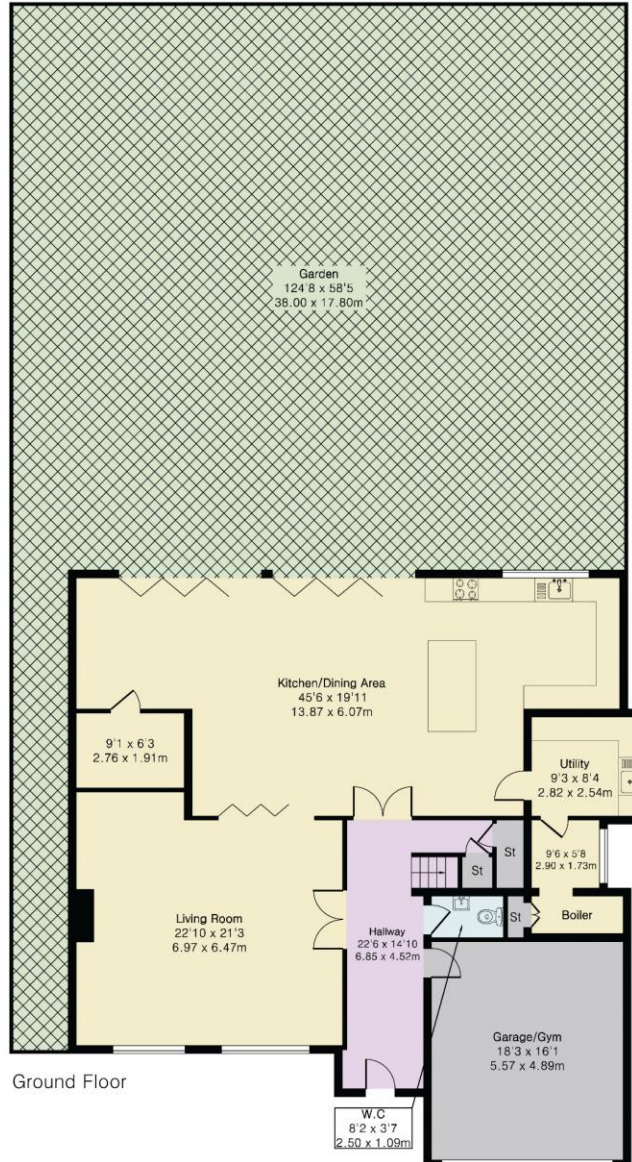 Garden
124'8 x 58'5
38.00 x 17.80m
Kitchen/Dining Area
45'6 x 19'11
13.87 x 6.07m
9'1 x 6'3
2.76 x 1.91m
Utility
9'3 x 8'4
2.82 x 2.54m
9'6 x 5'8
2.90 x 1.73m
St
St
St
Boiler
Living Room
22'10 x 21'3
6.97 x 6.47m
Hallway
22'6 x 14'10
6.85 x 4.52m
Garage/Gym
18'3 x 16'1
5.57 x 4.89m
Ground Floor
W.C
8'2 x 3'7
2.50 x 1.09m